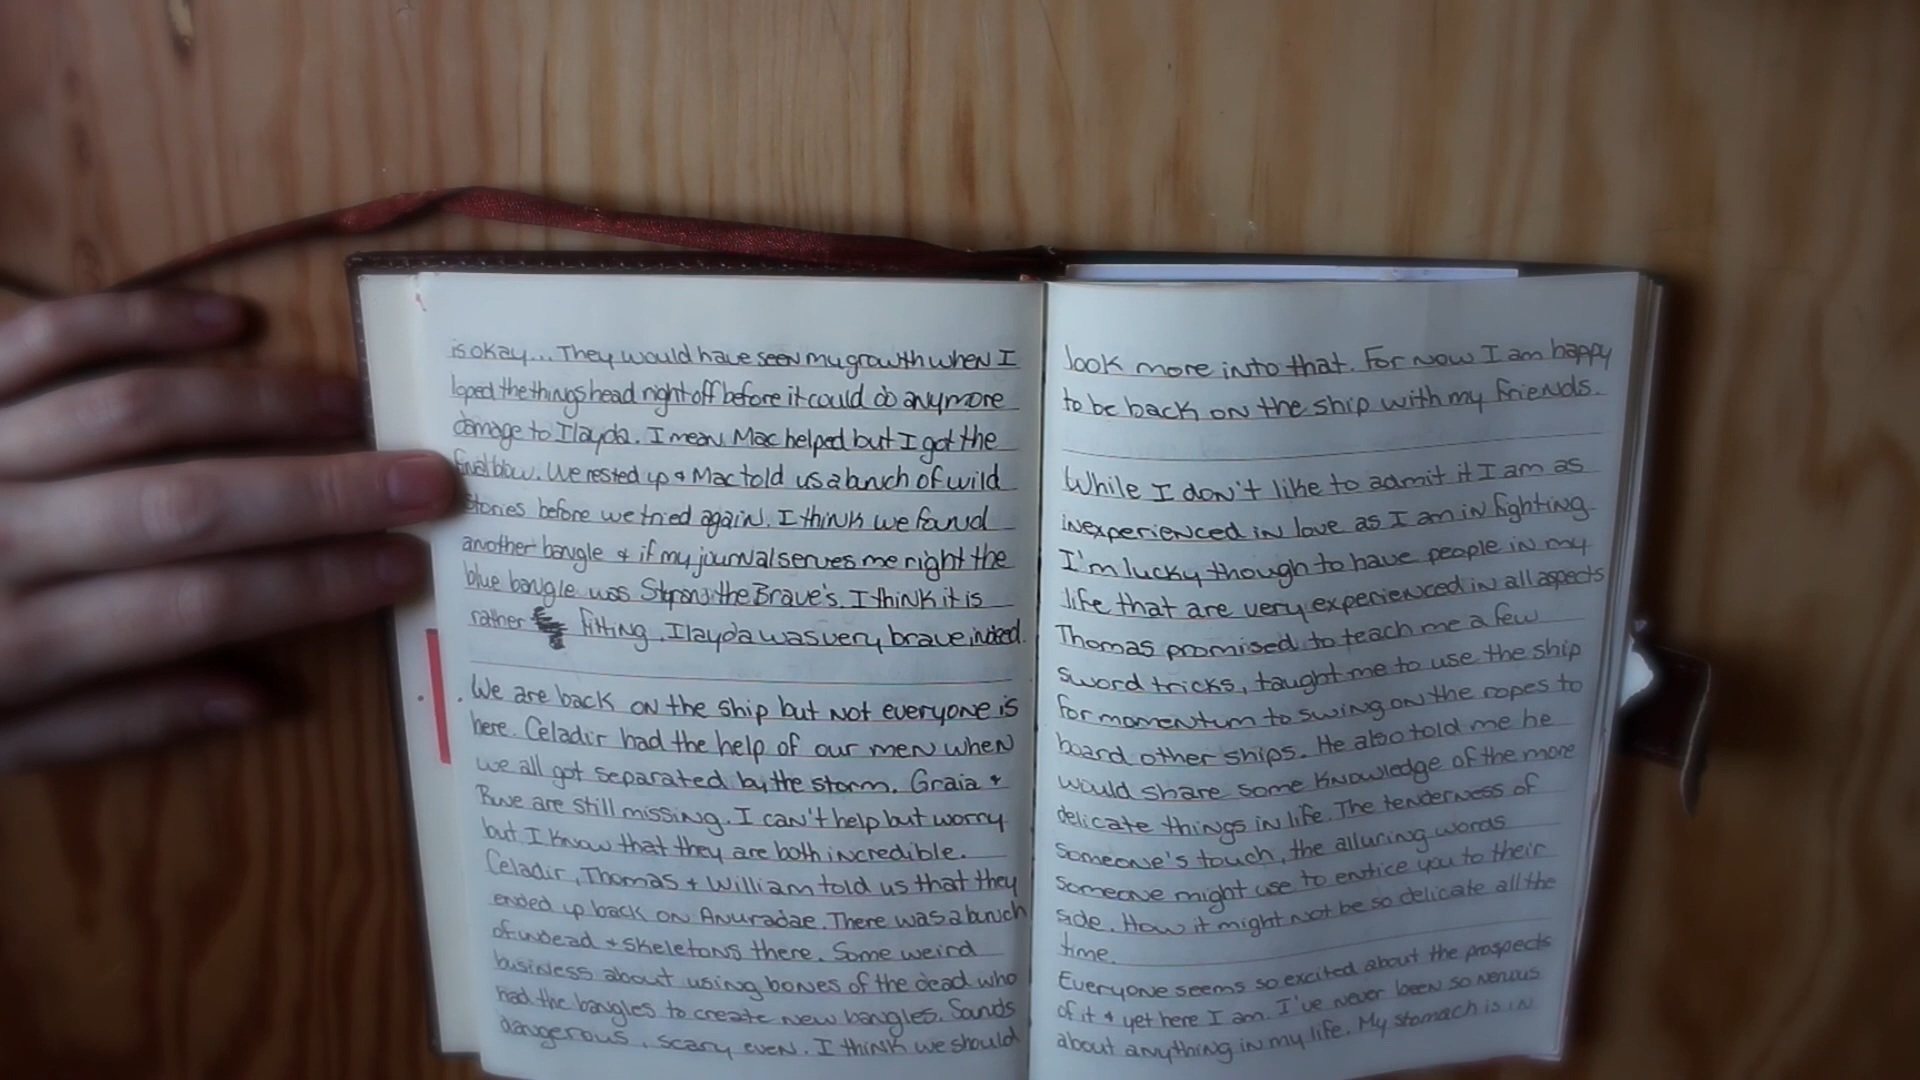 is okay... They would have seen my growth when I
loped the things head right off before it could do anymore
damage to Ilayda. I mean Mac helped but I got the
final blow. We rested up + Mac told us a bunch of wild
stories before we tried again. I think we found
another bangle + if my journal serves me right the
blue bangle was the Brave's. I think it is
rather fitting. Ilayda was very brave indeed.
. We are back on the ship but not everyone is
here. Celadir had the help of our men when
we all got separated by the storm. Graia +
are still missing. I can't help but worry
but I know that they are both incredible.
Celadir, Thomas + William told us that they
ended up back on Anuradae. There was a bunch
of undead + skeletons there. Some weird
business about using bones of the dead who
had the bangles to create new bangles. Sounds
dangerous, scary even. I think we should
look more into that. For now I am happy
to be back on the ship with my friends.
While I don't like to admit it I am as
inexperienced in love as I am in fighting.
I'm lucky though to have people in my
life that are very experienced in all aspects
Thomas promised to teach me a few
sword tricks, taught me to use the ship
for momentum to swing on the ropes to
board other ships. He also told me he
would share some knowledge of the more
delicate things in life. The tenderness of
someone's touch, the alluring words
someone might use to entice you to their
side. How it might not be so delicate all the
time.
Everyone seems so excited about the prospects
of it + yet here I am. I've never been so nervous
about anything in my life. My stomach is in